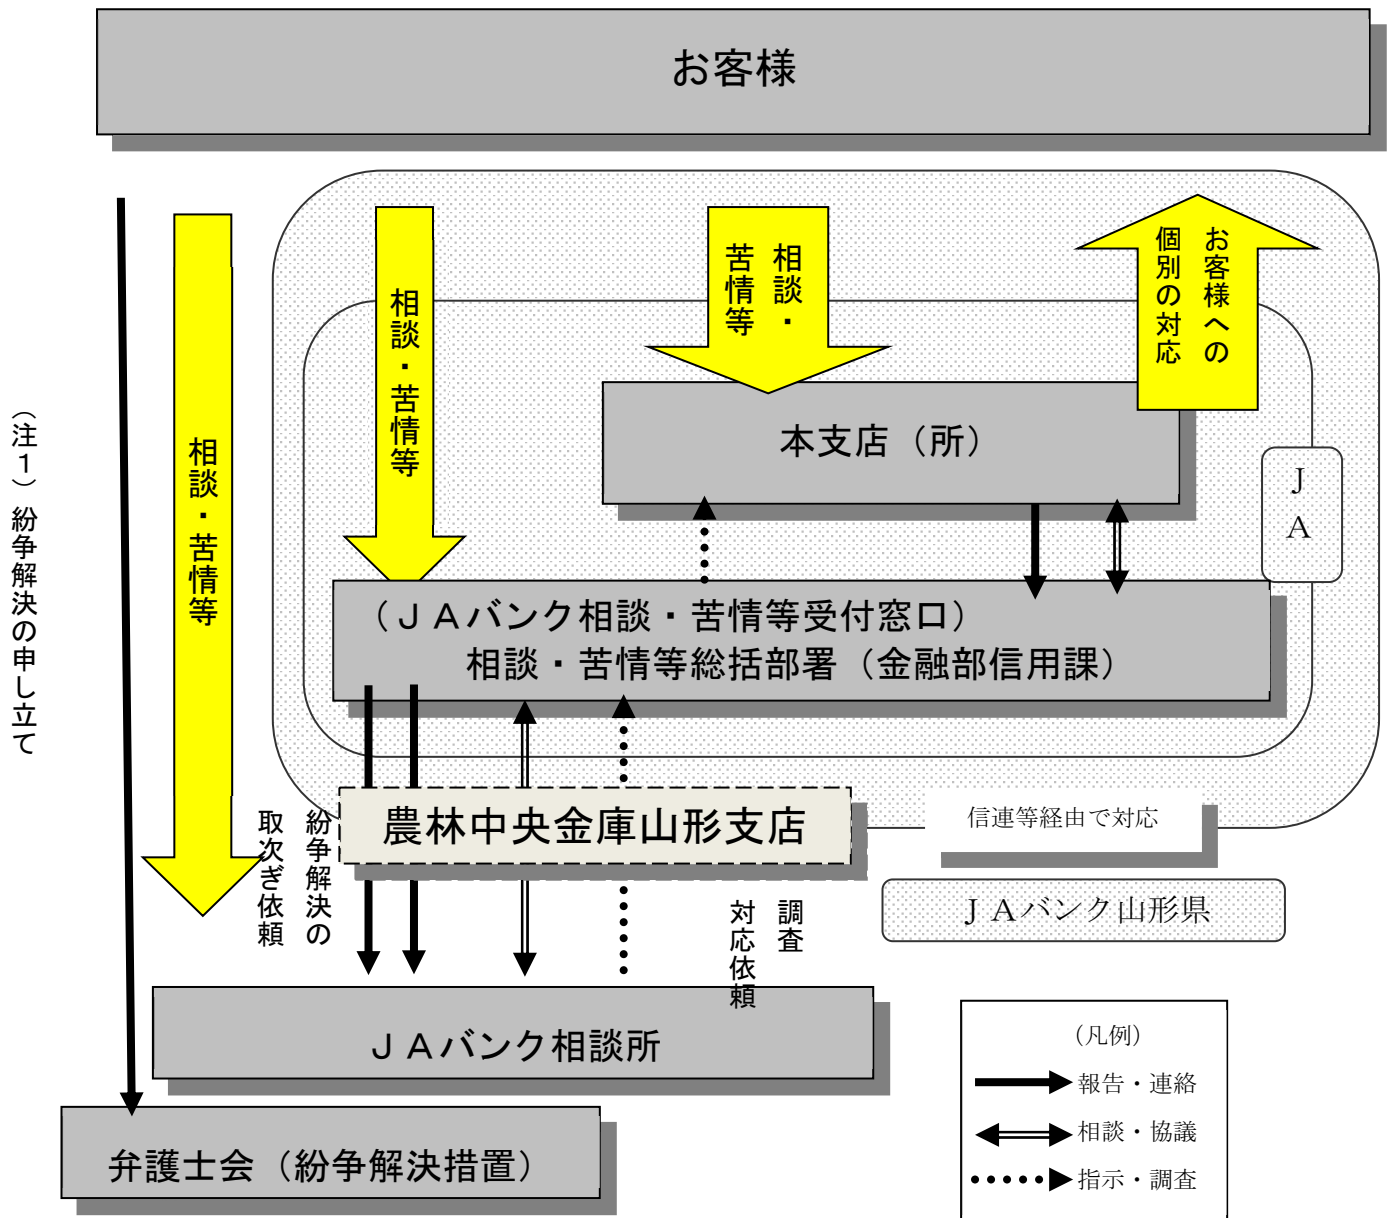 お客様
相談・苦情等
相談・
苦情等
お客様への
個別の対応
相談・苦情等
本支店（所）
ＪＡ
（注１）紛争解決の申し立て
（ＪＡバンク相談・苦情等受付窓口）
相談・苦情等総括部署（金融部信用課）
農林中央金庫山形支店
信連等経由で対応
紛争解決の
取次ぎ依頼
調査
対応依頼
ＪＡバンク山形県
ＪＡバンク相談所
弁護士会（紛争解決措置）
（凡例）
報告・連絡
相談・協議
指示・調査